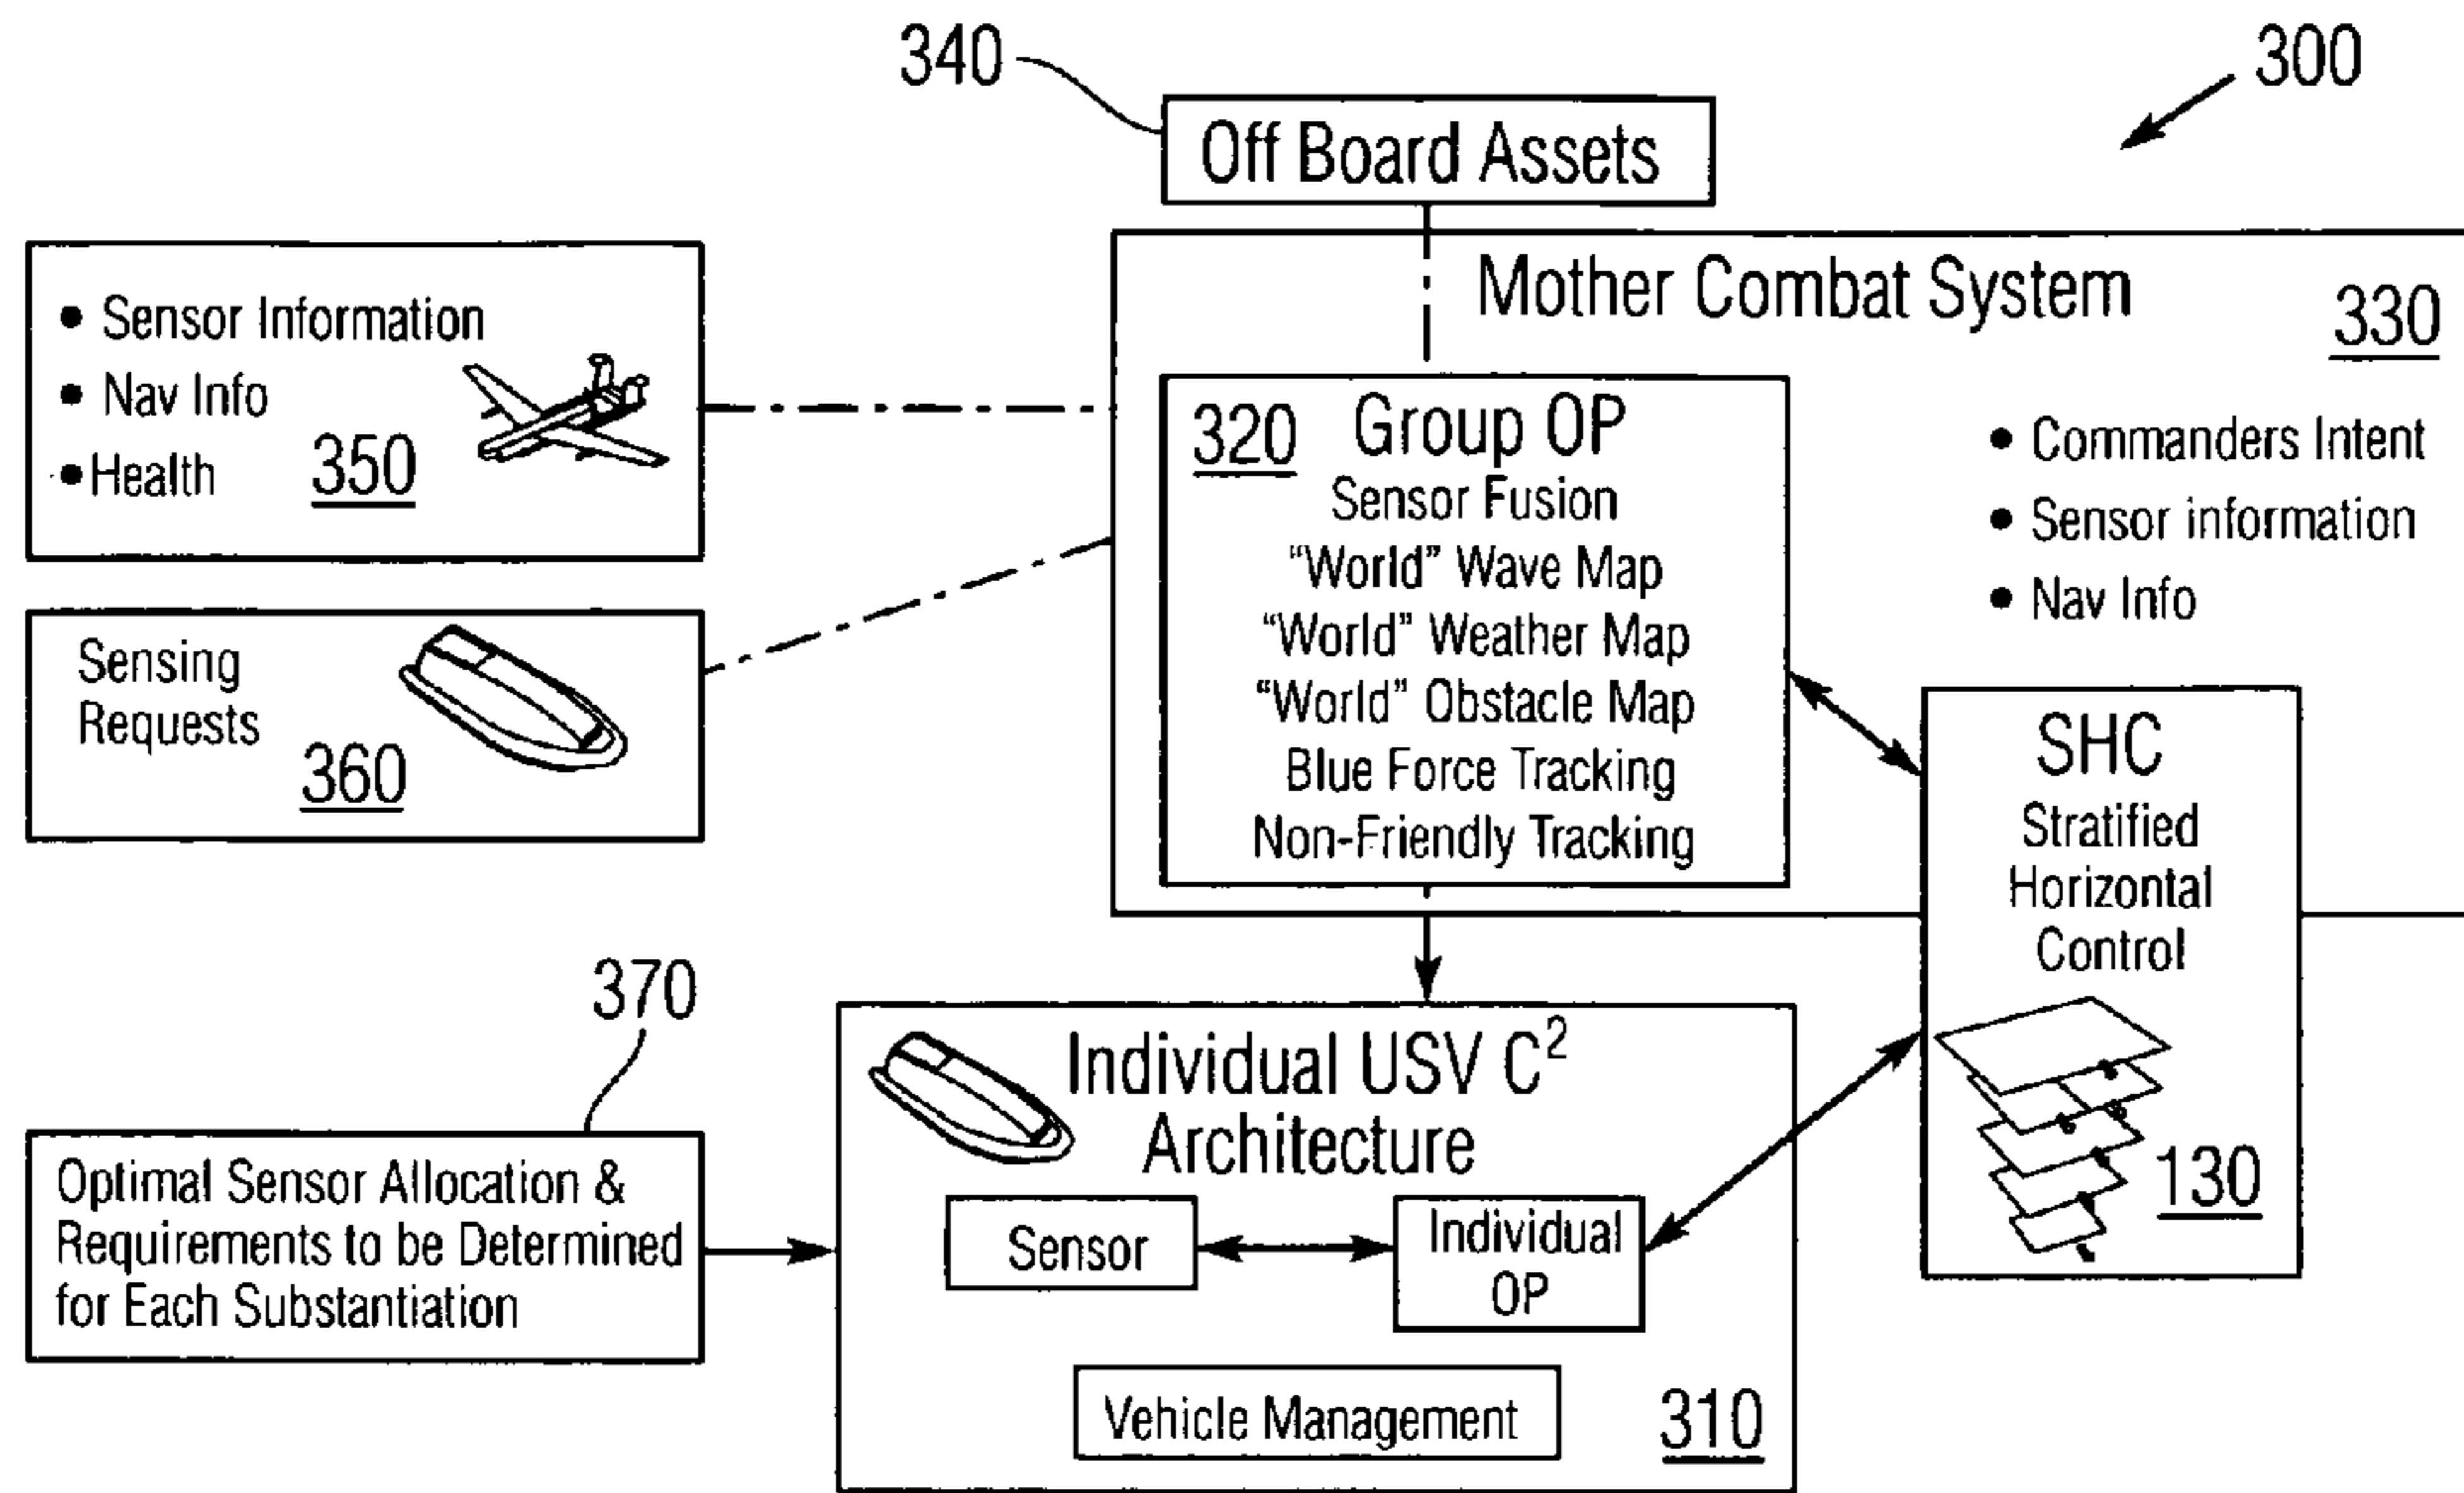 340
300
Off Board Assets
Mother Combat System
330
• Sensor Information
• Nav Info
• Health
350
320 Group OP
Sensor Fusion
“World” Wave Map
“World” Weather Map
“World” Obstacle Map
Blue Force Tracking
Non-Friendly Tracking
• Commanders Intent
• Sensor information
• Nav Info
Sensing
Requests
360
SHC
Stratified
Horizontal
Control
130
370
Optimal Sensor Allocation &
Requirements to be Determined
for Each Substantiation
Individual USV C²
Architecture
Sensor
Individual
OP
Vehicle Management
310